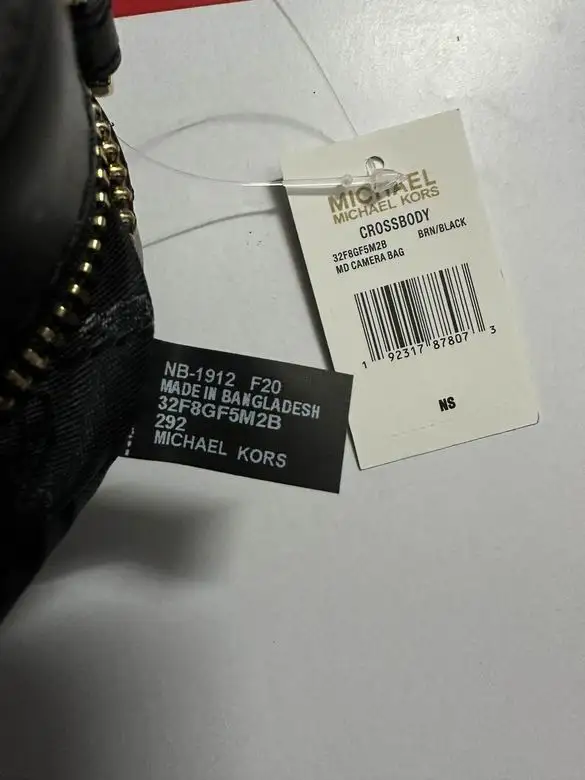 MICHAEL
MICHAEL KORS
CROSSBODY
32F8GF5M2B BRN/BLACK
MD CAMERA BAG
1 92317 87807 3
NS
NB-1912 F20
MADE IN BANGLADESH
32F8GF5M2B
292
MICHAEL KORS